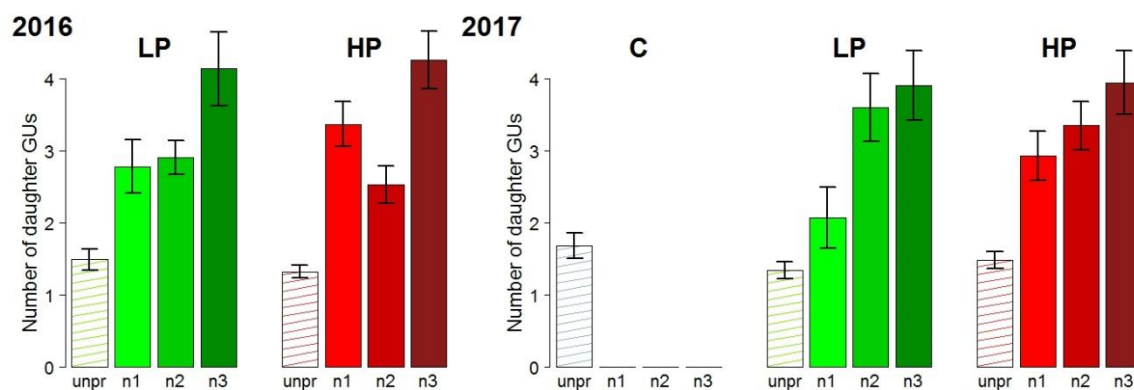 2016
LP
HP
Number of daughter GUs
4
3
2
1
0
unpr n1 n2 n3
unpr n1 n2 n3
2017
C
LP
HP
Number of daughter GUs
4
3
2
1
0
unpr n1 n2 n3
unpr n1 n2 n3
unpr n1 n2 n3